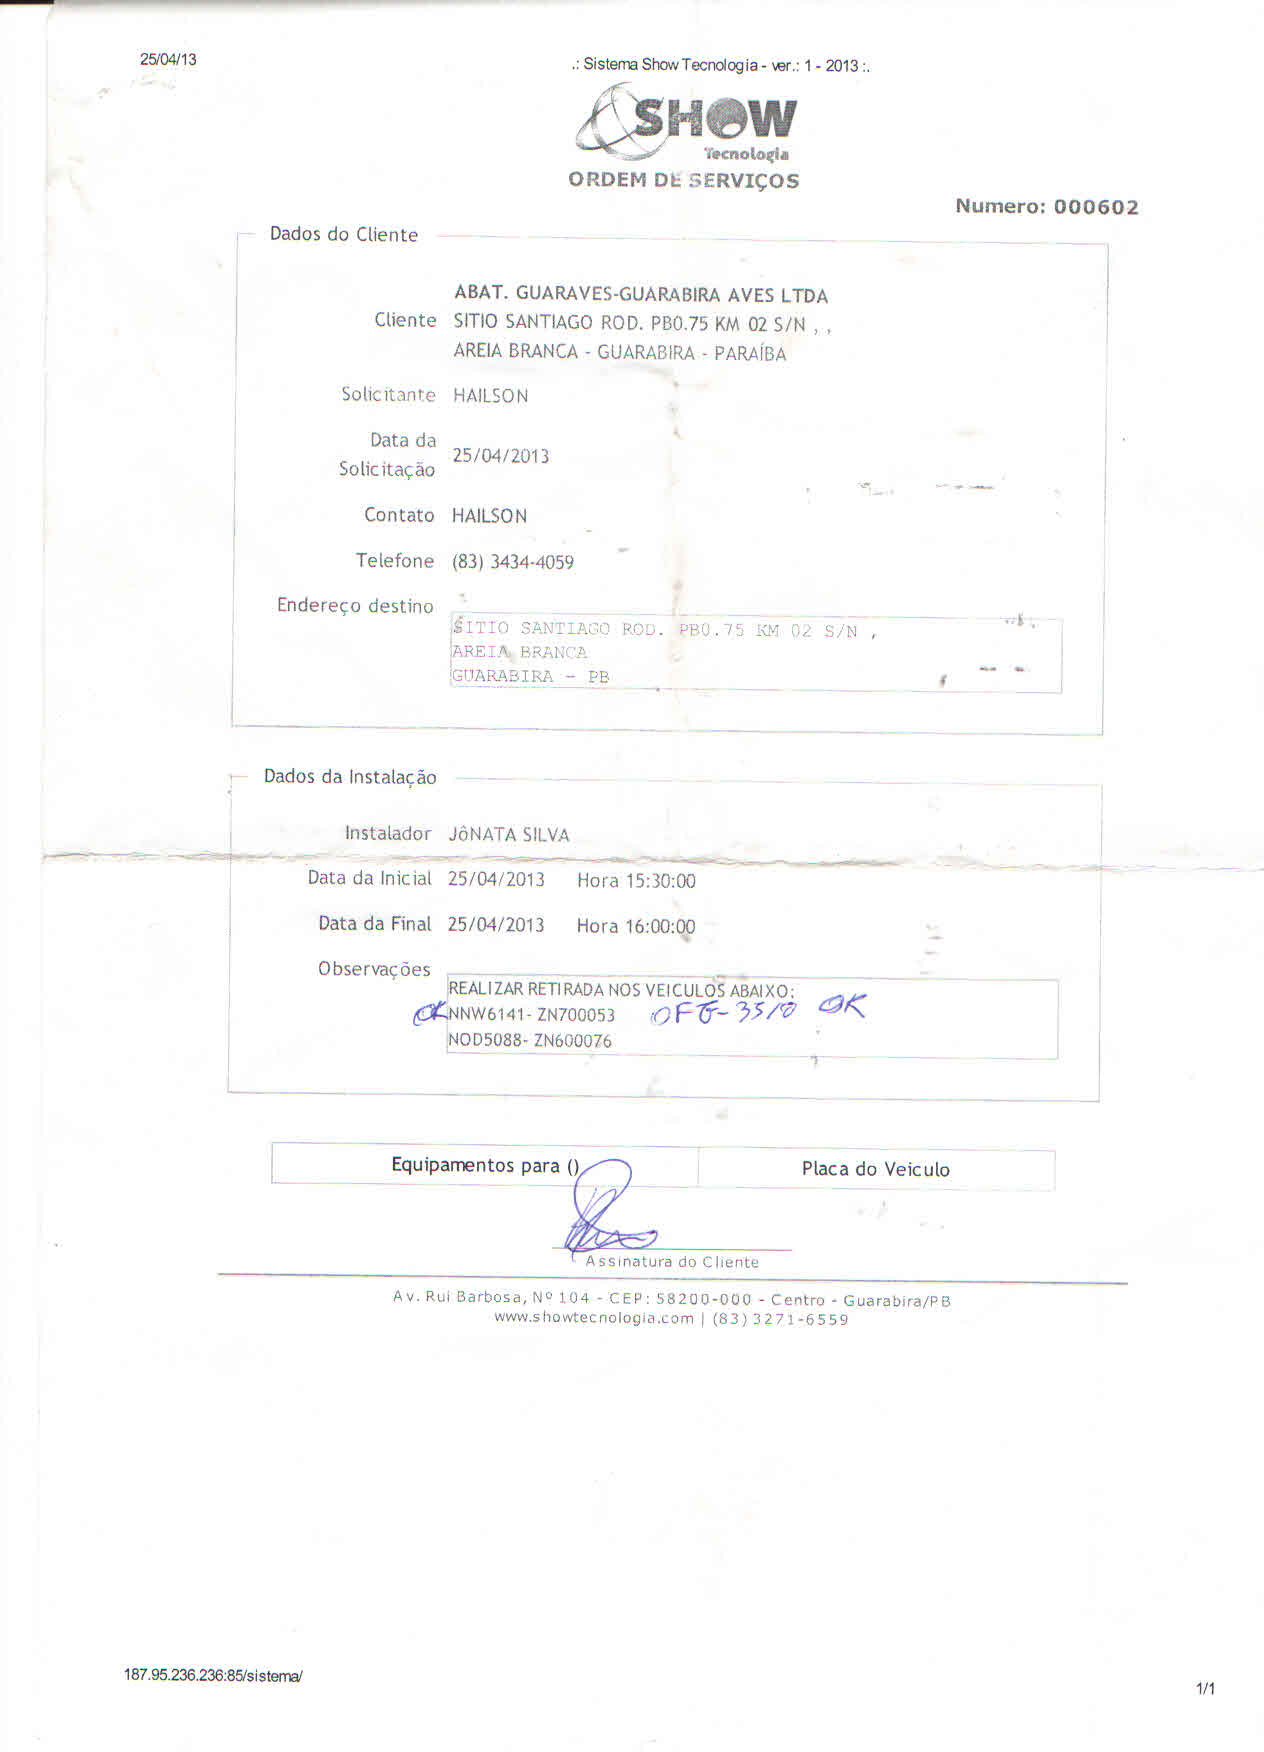 25/04/13
.: Sistema Show Tecnologia - ver.: 1 - 2013 :.
SHOW
Tecnologia
ORDEM DE SERVIÇOS
Numero: 000602
Dados do Cliente
ABAT. GUARAVES-GUARABIRA AVES LTDA
Cliente SITIO SANTIAGO ROD. PB0.75 KM 02 S/N , ,
AREIA BRANCA - GUARABIRA - PARAÍBA
Solicitante HAILSON
Data da
Solicitação 25/04/2013
Contato HAILSON
Telefone (83) 3434-4059
Endereço destino
SITIO SANTIAGO ROD. PB0.75 KM 02 S/N ,
AREIA BRANCA
GUARABIRA - PB
Dados da Instalação
Instalador JôNATA SILVA
Data da Inicial 25/04/2013 Hora 15:30:00
Data da Final 25/04/2013 Hora 16:00:00
Observações
REALIZAR RETIRADA NOS VEICULOS ABAIXO:
OK NNW6141- ZN700053 OFG-3510 OK
NOD5088- ZN600076
Equipamentos para () Placa do Veiculo
Assinatura do Cliente
Av. Rui Barbosa, Nº 104 - CEP: 58200-000 - Centro - Guarabira/PB
www.showtecnologia.com | (83) 3271-6559
187.95.236.236:85/sistema/
1/1